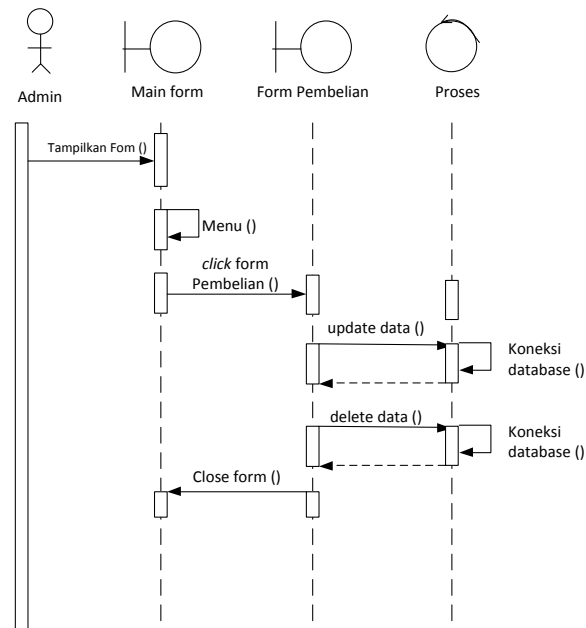 Admin
Main form
Form Pembelian
Proses
Tampilkan Fom ()
Menu ()
click form
Pembelian ()
update data ()
Koneksi
database ()
delete data ()
Koneksi
database ()
Close form ()